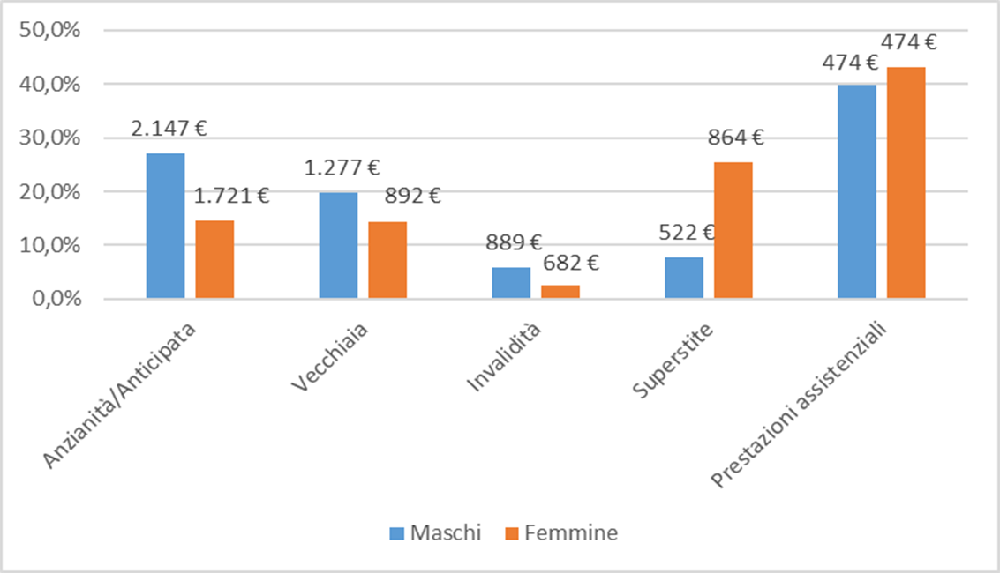 50,0%
40,0%
30,0%
20,0%
10,0%
0,0%
2.147 €
1.721 €
1.277 €
892 €
889 €
682 €
522 €
864 €
474 €
474 €
Anzianità/Anticipata
Vecchiaia
Invalidità
Superstite
Prestazioni assistenziali
Maschi
Femmine